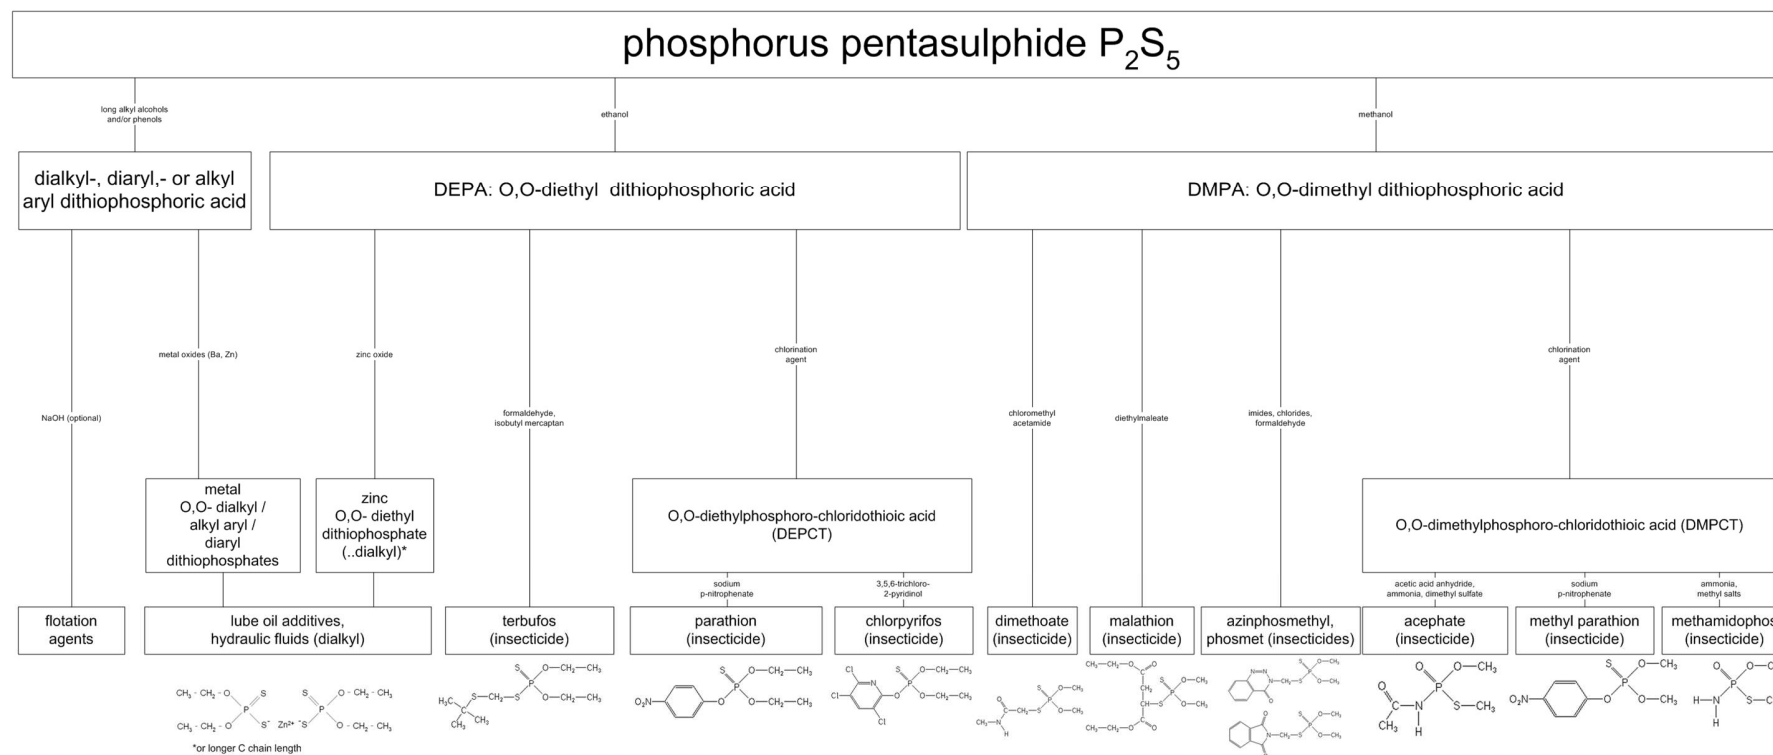 phosphorus pentasulphide P2S5
long alkyl alcohols
and/or phenols
ethanol
methanol
dialkyl-, diaryl,- or alkyl
aryl dithiophosphoric acid
DEPA: O,O-diethyl dithiophosphoric acid
DMPA: O,O-dimethyl dithiophosphoric acid
metal oxides (Ba, Zn)
zinc oxide
chlorination
agent
chlorination
agent
NaOH (optional)
formaldehyde,
isobutyl mercaptan
chloromethyl
acetamide
diethylmaleate
imides, chlorides,
formaldehyde
metal
O,O- dialkyl /
alkyl aryl /
diaryl
dithiophosphates
zinc
O,O- diethyl
dithiophosphate
(..dialkyl)*
O,O-diethylphosphoro-chloridothioic acid
(DEPCT)
O,O-dimethylphosphoro-chloridothioic acid (DMPCT)
sodium
p-nitrophenate
3,5,6-trichloro-
2-pyridinol
acetic acid anhydride,
ammonia, dimethyl sulfate
sodium
p-nitrophenate
ammonia,
methyl salts
flotation
agents
lube oil additives,
hydraulic fluids (dialkyl)
terbufos
(insecticide)
parathion
(insecticide)
chlorpyrifos
(insecticide)
dimethoate
(insecticide)
malathion
(insecticide)
azinphosmethyl,
phosmet (insecticides)
acephate
(insecticide)
methyl parathion
(insecticide)
methamidophos
(insecticide)
*or longer C chain length